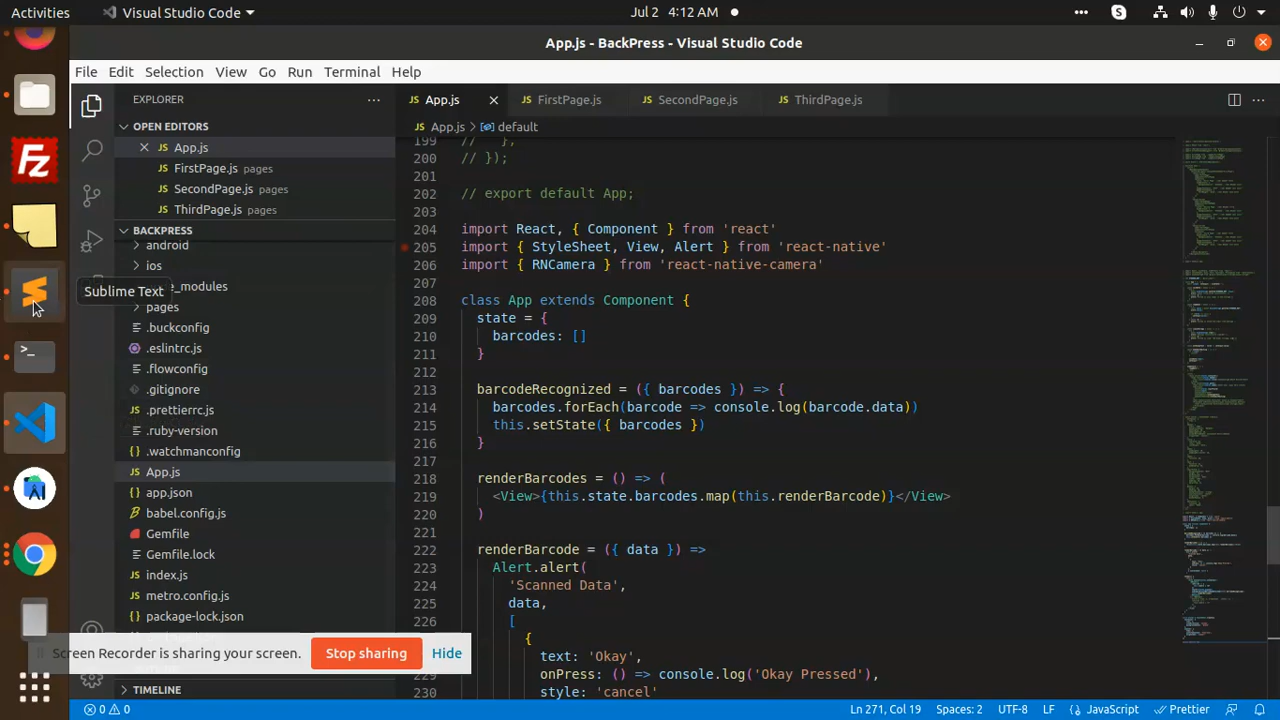 Activities
Visual Studio Code
Jul 2 4:12 AM
App.js - BackPress - Visual Studio Code
File Edit Selection View Go Run Terminal Help
EXPLORER
OPEN EDITORS
App.js
FirstPage.js pages
SecondPage.js pages
ThirdPage.js pages
BACKPRESS
android
ios
e_modules
pages
.buckconfig
.eslintrc.js
.flowconfig
.gitignore
.prettierrc.js
.ruby-version
.watchmanconfig
App.js
app.json
babel.config.js
Gemfile
Gemfile.lock
index.js
metro.config.js
package-lock.json
TIMELINE
Sublime Text
Screen Recorder is sharing your screen. Stop sharing Hide
App.js FirstPage.js SecondPage.js ThirdPage.js
App.js > default
199 // },
200 // });
201
202 // export default App;
203
204 import React, { Component } from 'react'
205 import { StyleSheet, View, Alert } from 'react-native'
206 import { RNCamera } from 'react-native-camera'
207
208 class App extends Component {
209 state = {
210 barcodes: []
211 }
212
213 barcodeRecognized = ({ barcodes }) => {
214 barcodes.forEach(barcode => console.log(barcode.data))
215 this.setState({ barcodes })
216 }
217
218 renderBarcodes = () => (
219 <View>{this.state.barcodes.map(this.renderBarcode)}</View>
220 )
221
222 renderBarcode = ({ data }) =>
223 Alert.alert(
224 'Scanned Data',
225 data,
226 [
227 {
228 text: 'Okay',
229 onPress: () => console.log('Okay Pressed'),
230 style: 'cancel'
0 0
Ln 271, Col 19 Spaces: 2 UTF-8 LF JavaScript Prettier